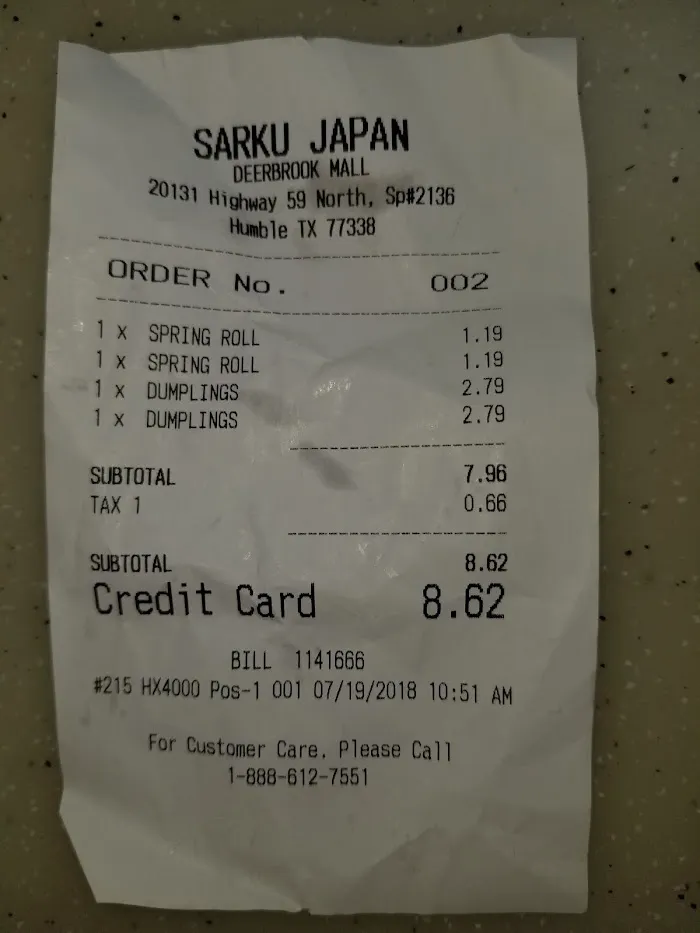 SARKU JAPAN
DEERBROOK MALL
20131 Highway 59 North, Sp#2136
Humble TX 77338
ORDER No. 002
1 x SPRING ROLL 1.19
1 x SPRING ROLL 1.19
1 x DUMPLINGS 2.79
1 x DUMPLINGS 2.79
SUBTOTAL 7.96
TAX 1 0.66
SUBTOTAL 8.62
Credit Card 8.62
BILL 1141666
#215 HX4000 Pos-1 001 07/19/2018 10:51 AM
For Customer Care, Please Call
1-888-612-7551